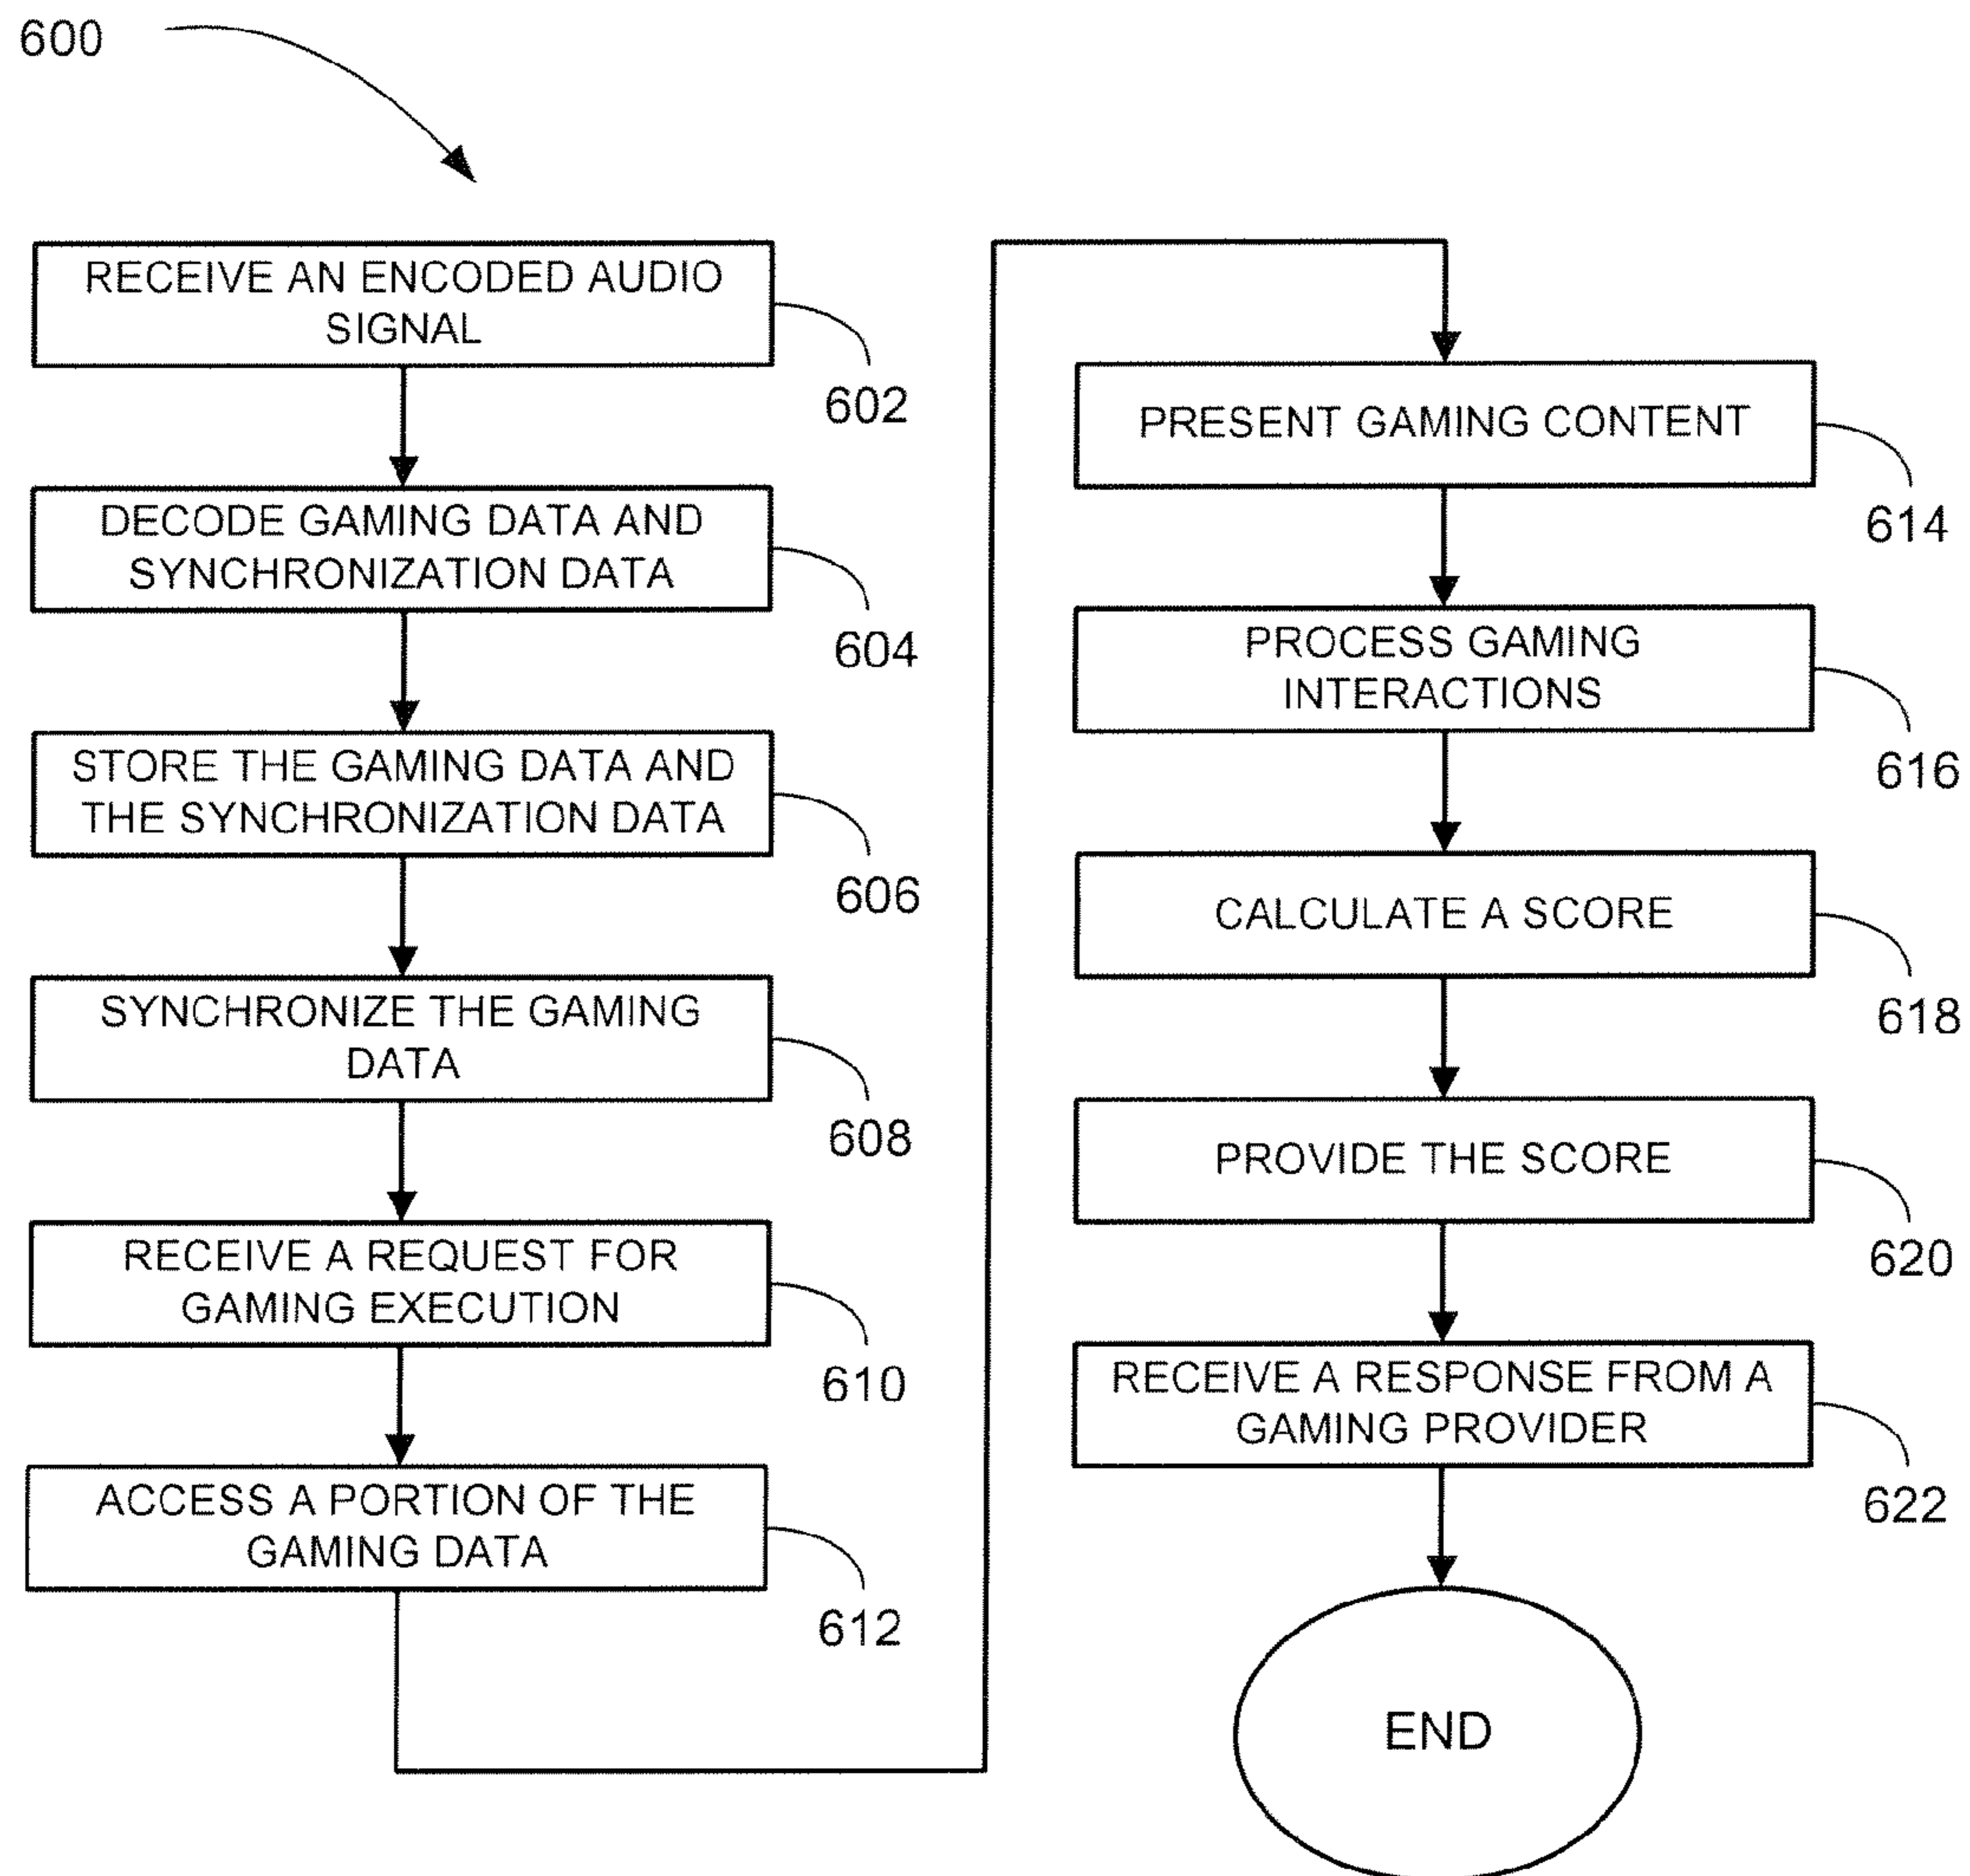 600
RECEIVE AN ENCODED AUDIO
SIGNAL
602
DECODE GAMING DATA AND
SYNCHRONIZATION DATA
604
STORE THE GAMING DATA AND
THE SYNCHRONIZATION DATA
606
SYNCHRONIZE THE GAMING
DATA
608
RECEIVE A REQUEST FOR
GAMING EXECUTION
610
ACCESS A PORTION OF THE
GAMING DATA
612
PRESENT GAMING CONTENT
614
PROCESS GAMING
INTERACTIONS
616
CALCULATE A SCORE
618
PROVIDE THE SCORE
620
RECEIVE A RESPONSE FROM A
GAMING PROVIDER
622
END